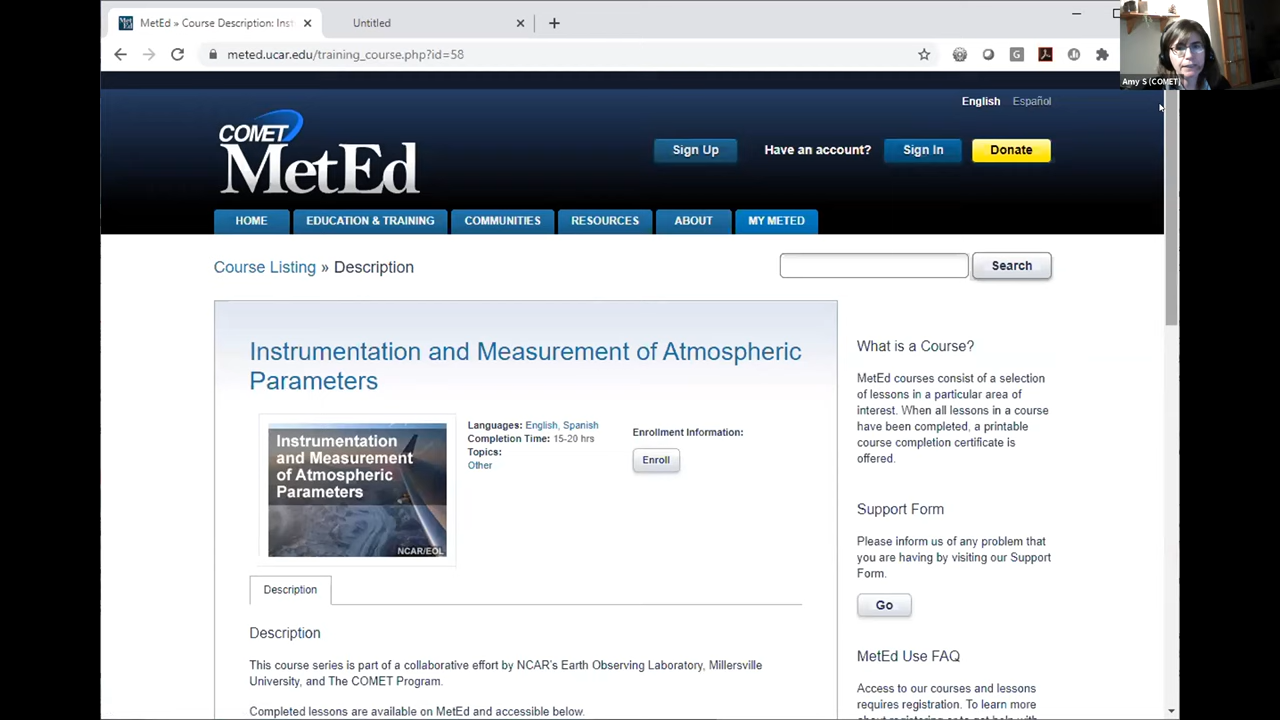 MetEd » Course Description: Inst
Untitled
meted.ucar.edu/training_course.php?id=58
Amy S (COMET)
English Español
COMET
MetEd
Sign Up Have an account? Sign In Donate
HOME EDUCATION & TRAINING COMMUNITIES RESOURCES ABOUT MY METED
Course Listing » Description
Search
Instrumentation and Measurement of Atmospheric
Parameters
Instrumentation
and Measurement
of Atmospheric
Parameters
NCAR/EOL
Languages: English, Spanish
Completion Time: 15-20 hrs
Topics:
Other
Enrollment Information:
Enroll
Description
Description
This course series is part of a collaborative effort by NCAR's Earth Observing Laboratory, Millersville
University, and The COMET Program.
Completed lessons are available on MetEd and accessible below.
What is a Course?
MetEd courses consist of a selection
of lessons in a particular area of
interest. When all lessons in a course
have been completed, a printable
course completion certificate is
offered.
Support Form
Please inform us of any problem that
you are having by visiting our Support
Form.
Go
MetEd Use FAQ
Access to our courses and lessons
requires registration. To learn more